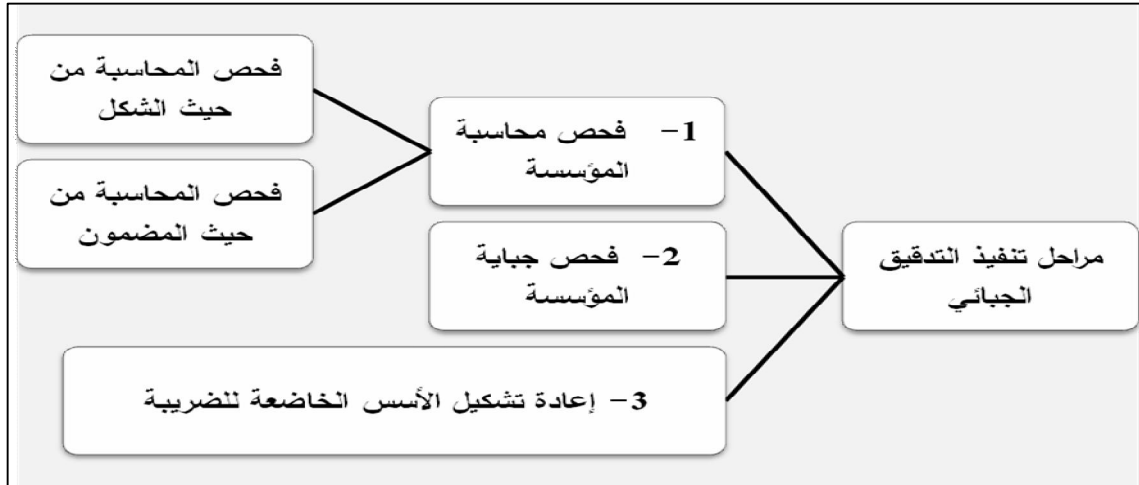 مراحل تنفيذ التدقيق
الجبائي
1- فحص محاسبة
المؤسسة
فحص المحاسبة من
حيث الشكل
فحص المحاسبة من
حيث المضمون
2- فحص جباية
المؤسسة
3- إعادة تشكيل الأسس الخاضعة للضريبة